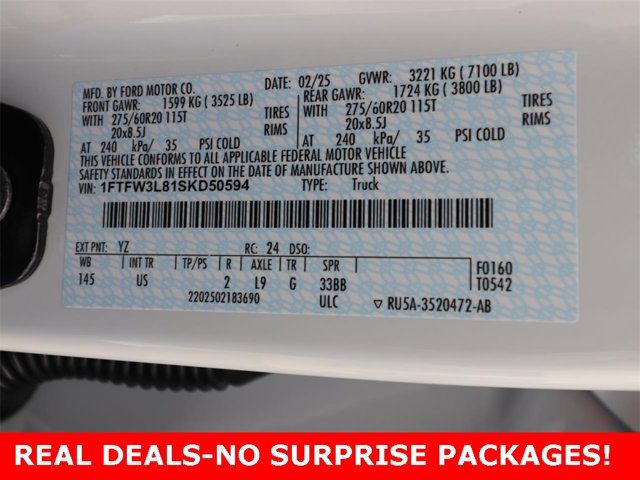 MFD. BY FORD MOTOR CO. DATE: 02/25 GVWR: 3221 KG (7100 LB)
FRONT GAWR: 1599 KG (3525 LB) REAR GAWR: 1724 KG (3800 LB)
WITH 275/60R20 115T TIRES WITH 275/60R20 115T TIRES
20x8.5J RIMS 20x8.5J RIMS
AT 240 kPa/ 35 PSI COLD AT 240 kPa/ 35 PSI COLD
THIS VEHICLE CONFORMS TO ALL APPLICABLE FEDERAL MOTOR VEHICLE
SAFETY STANDARDS IN EFFECT ON THE DATE OF MANUFACTURE SHOWN ABOVE.
VIN: 1FTFW3L81SKD50594 TYPE: Truck
EXT PNT: YZ RC: 24 DSO:
WB INT TR TP/PS R AXLE TR SPR F0160
145 US 2 L9 G 33BB T0542
2202502183690 ULC ▽ RU5A-3520472-AB
REAL DEALS-NO SURPRISE PACKAGES!